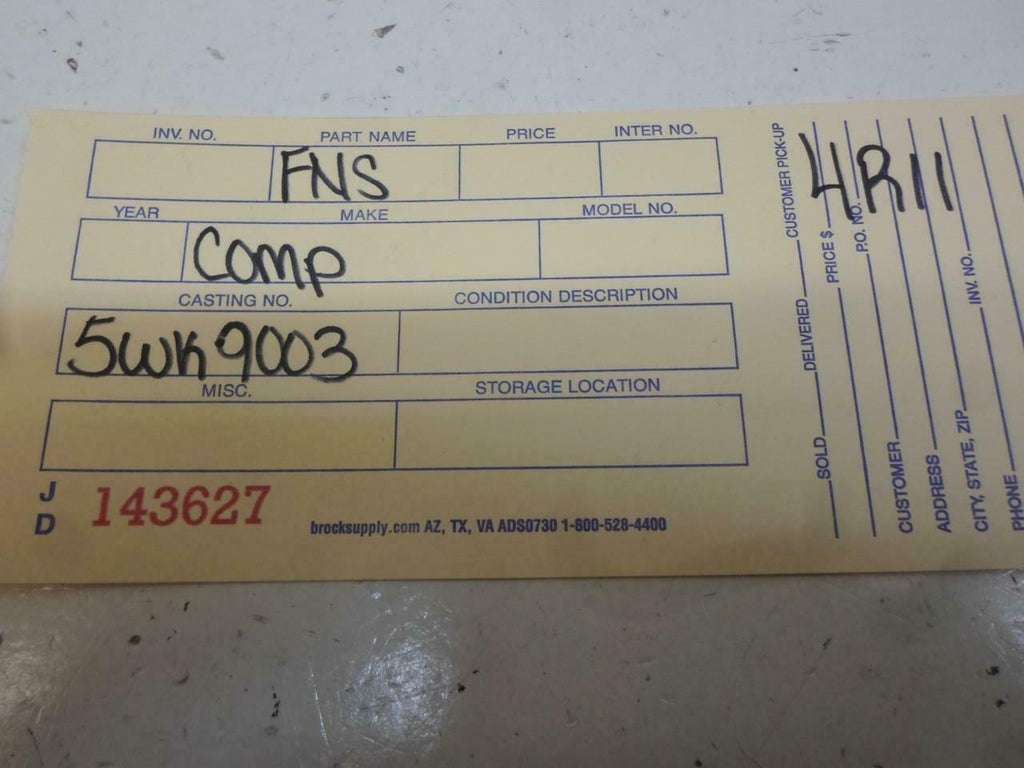 INV. NO. PART NAME PRICE INTER NO.
FNS
YEAR MAKE MODEL NO.
Comp
CASTING NO. CONDITION DESCRIPTION
5WK9003
MISC. STORAGE LOCATION
J D 143627
brocksupply.com AZ, TX, VA ADS0730 1-800-528-4400
SOLD DELIVERED CUSTOMER PICK-UP
PRICE $
4R11
P.O. NO.
CUSTOMER
ADDRESS
CITY, STATE, ZIP INV. NO.
PHONE